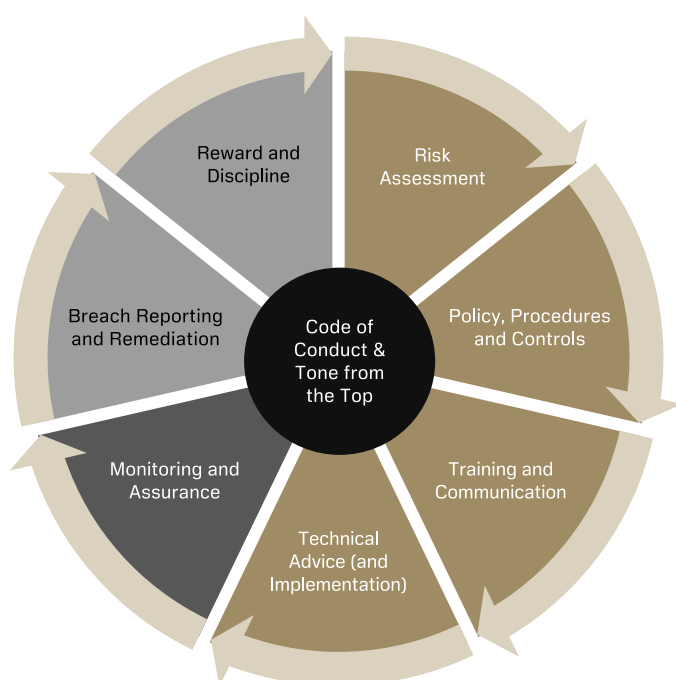 Reward and
Discipline
Risk
Assessment
Policy, Procedures
and Controls
Training and
Communication
Technical
Advice (and
Implementation)
Monitoring and
Assurance
Breach Reporting
and Remediation
Code of
Conduct &
Tone from
the Top